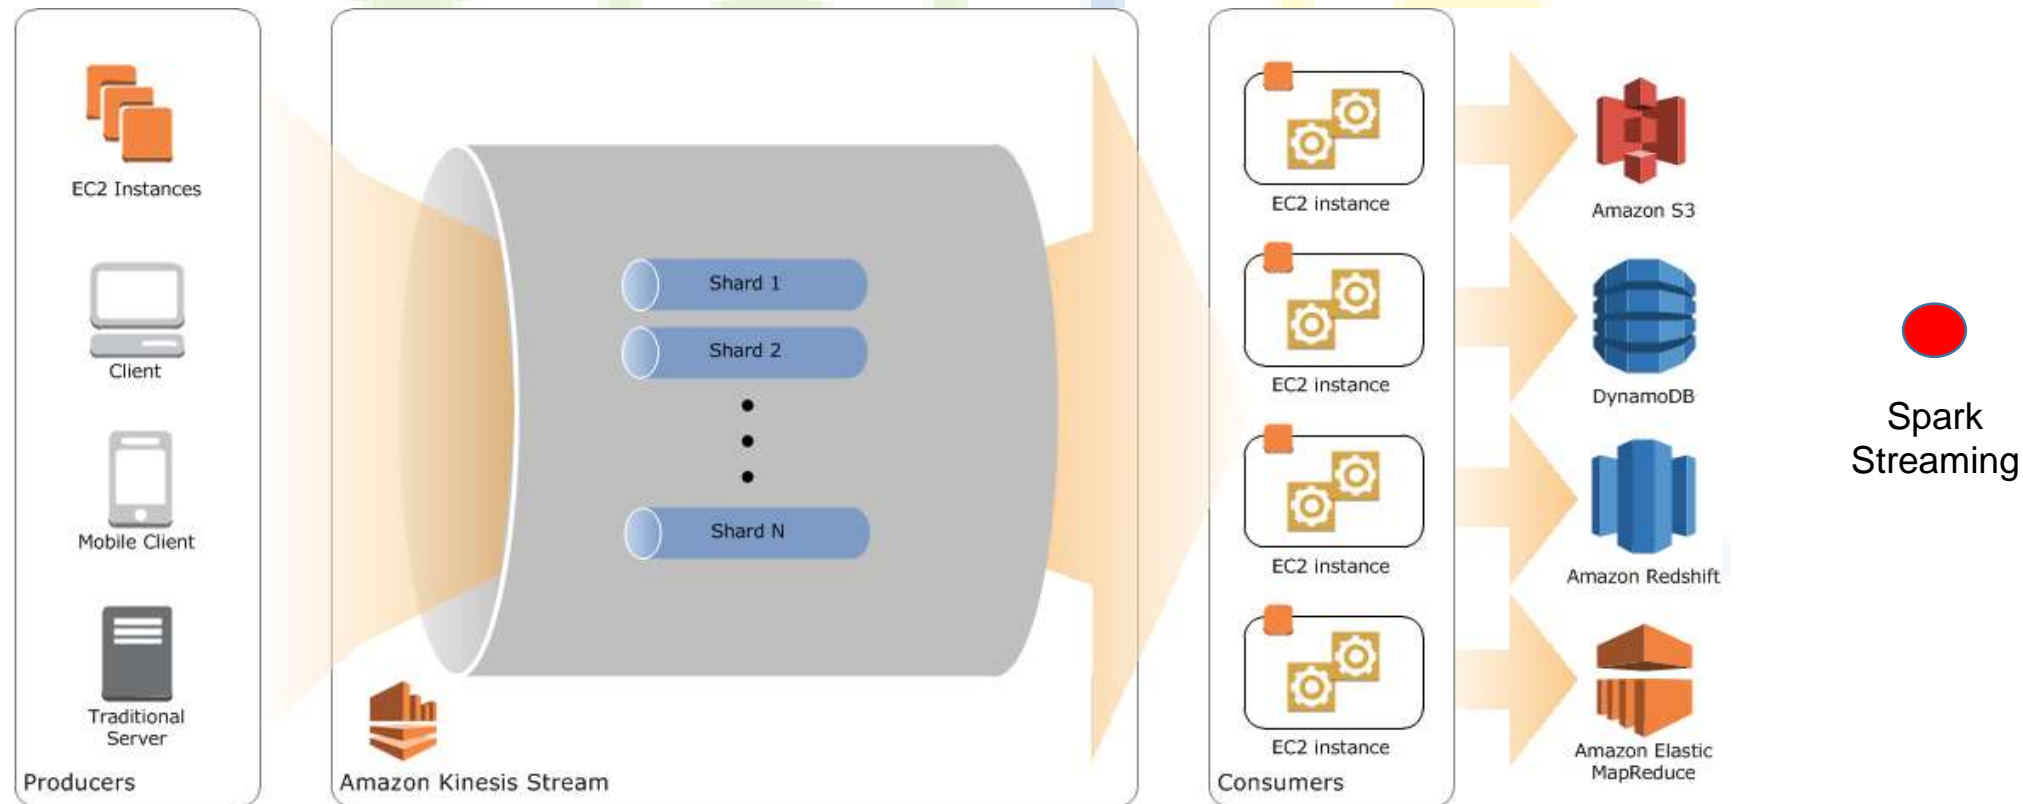 EC2 Instances
Client
Mobile Client
Traditional
Server
Producers
Shard 1
Shard 2
Shard N
Amazon Kinesis Stream
EC2 instance
EC2 instance
EC2 instance
EC2 instance
Consumers
Amazon S3
DynamoDB
Amazon Redshift
Amazon Elastic
MapReduce
Spark
Streaming